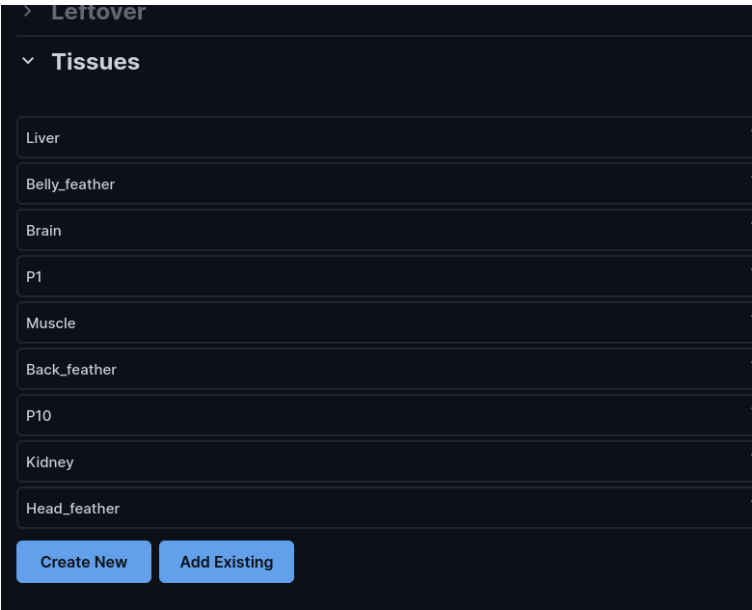 Leftover
Tissues
Liver
Belly_feather
Brain
P1
Muscle
Back_feather
P10
Kidney
Head_feather
Create New
Add Existing